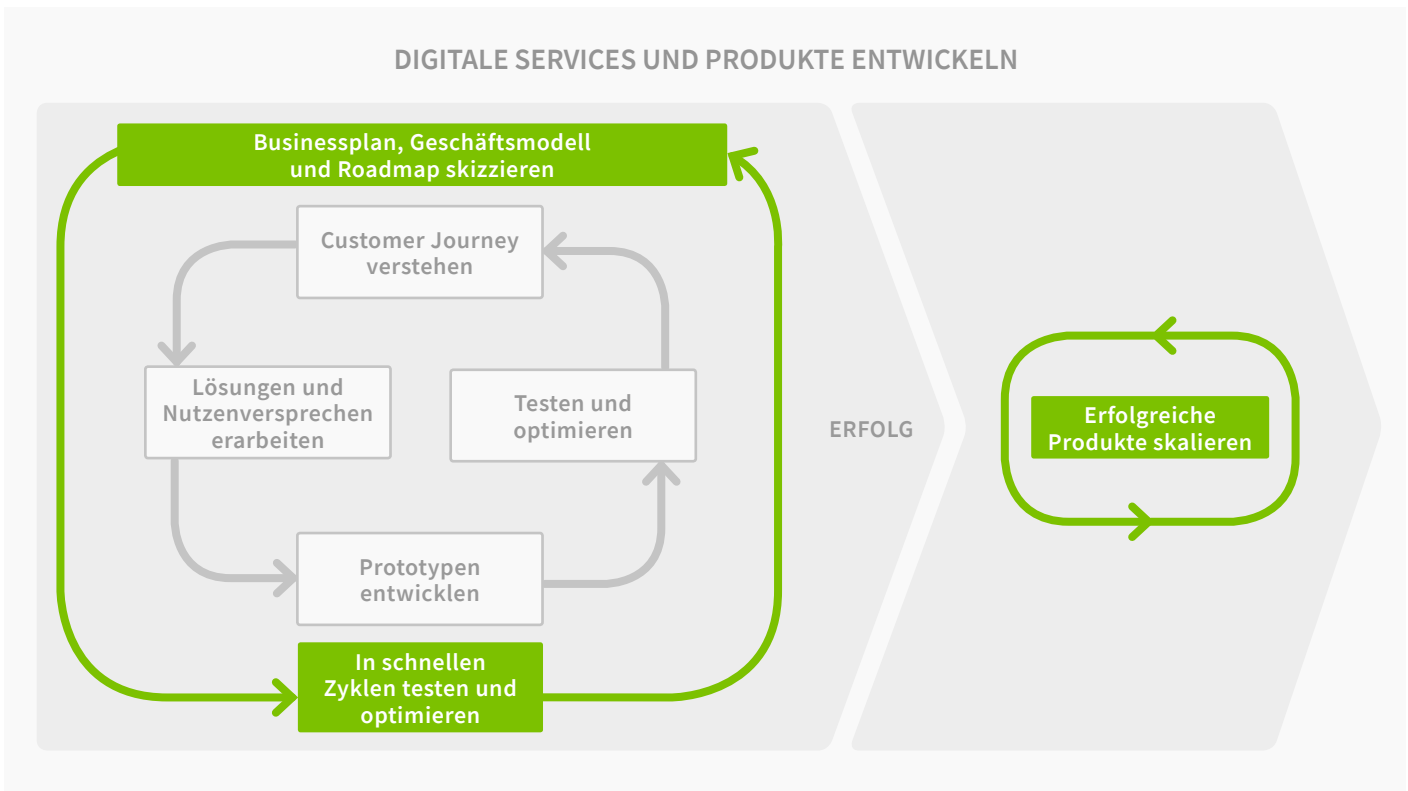 DIGITALE SERVICES UND PRODUKTE ENTWICKELN
Businessplan, Geschäftsmodell
und Roadmap skizzieren
Customer Journey
verstehen
Lösungen und
Nutzenversprechen
erarbeiten
Testen und
optimieren
Prototypen
entwicklen
In schnellen
Zyklen testen und
optimieren
ERFOLG
Erfolgreiche
Produkte skalieren